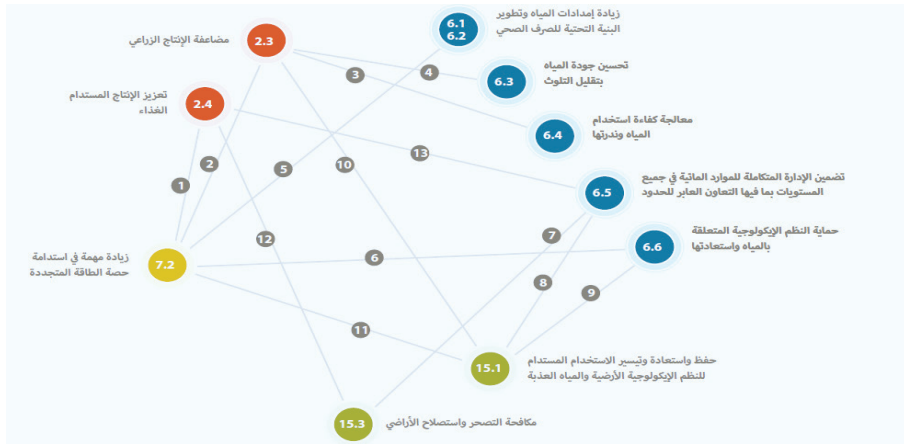 زيادة إمدادات المياه وتطوير
البنية التحتية للصرف الصحي
6.1
6.2
مضاعفة الإنتاج الزراعي
2.3
3
4
6.3
تحسين جودة المياه
بتقليل التلوث
تعزيز الإنتاج المستدام
الغذاء
2.4
6.4
معالجة كفاءة استخدام
المياه وندرتها
13
5
10
2
1
6.5
تضمين الإدارة المتكاملة للموارد المائية في جميع
المستويات بما فيها التعاون العابر للحدود
12
7
6.6
حماية النظم الإيكولوجية المتعلقة
بالمياه واستعادتها
زيادة مهمة في استدامة
حصة الطاقة المتجددة
7.2
6
8
9
11
15.1
حفظ واستعادة وتيسير الاستخدام المستدام
للنظم الإيكولوجية الأرضية والمياه العذبة
15.3
مكافحة التصحر واستصلاح الأراضي